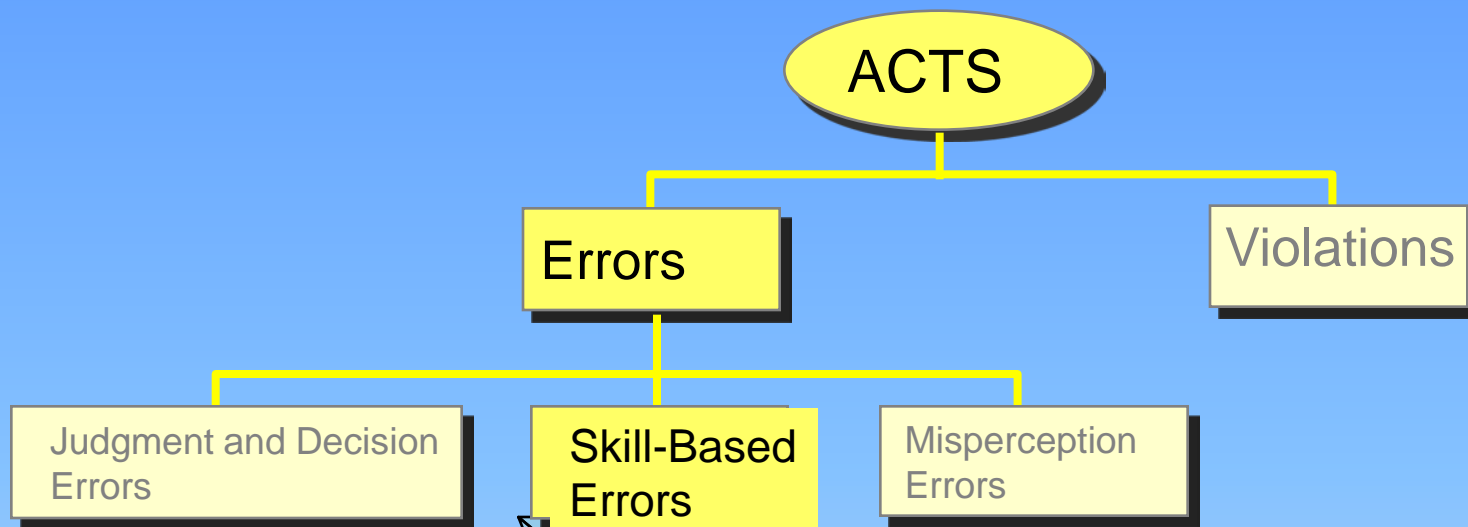 ACTS
Errors
Violations
Judgment and Decision
Errors
Skill-Based
Errors
Misperception
Errors